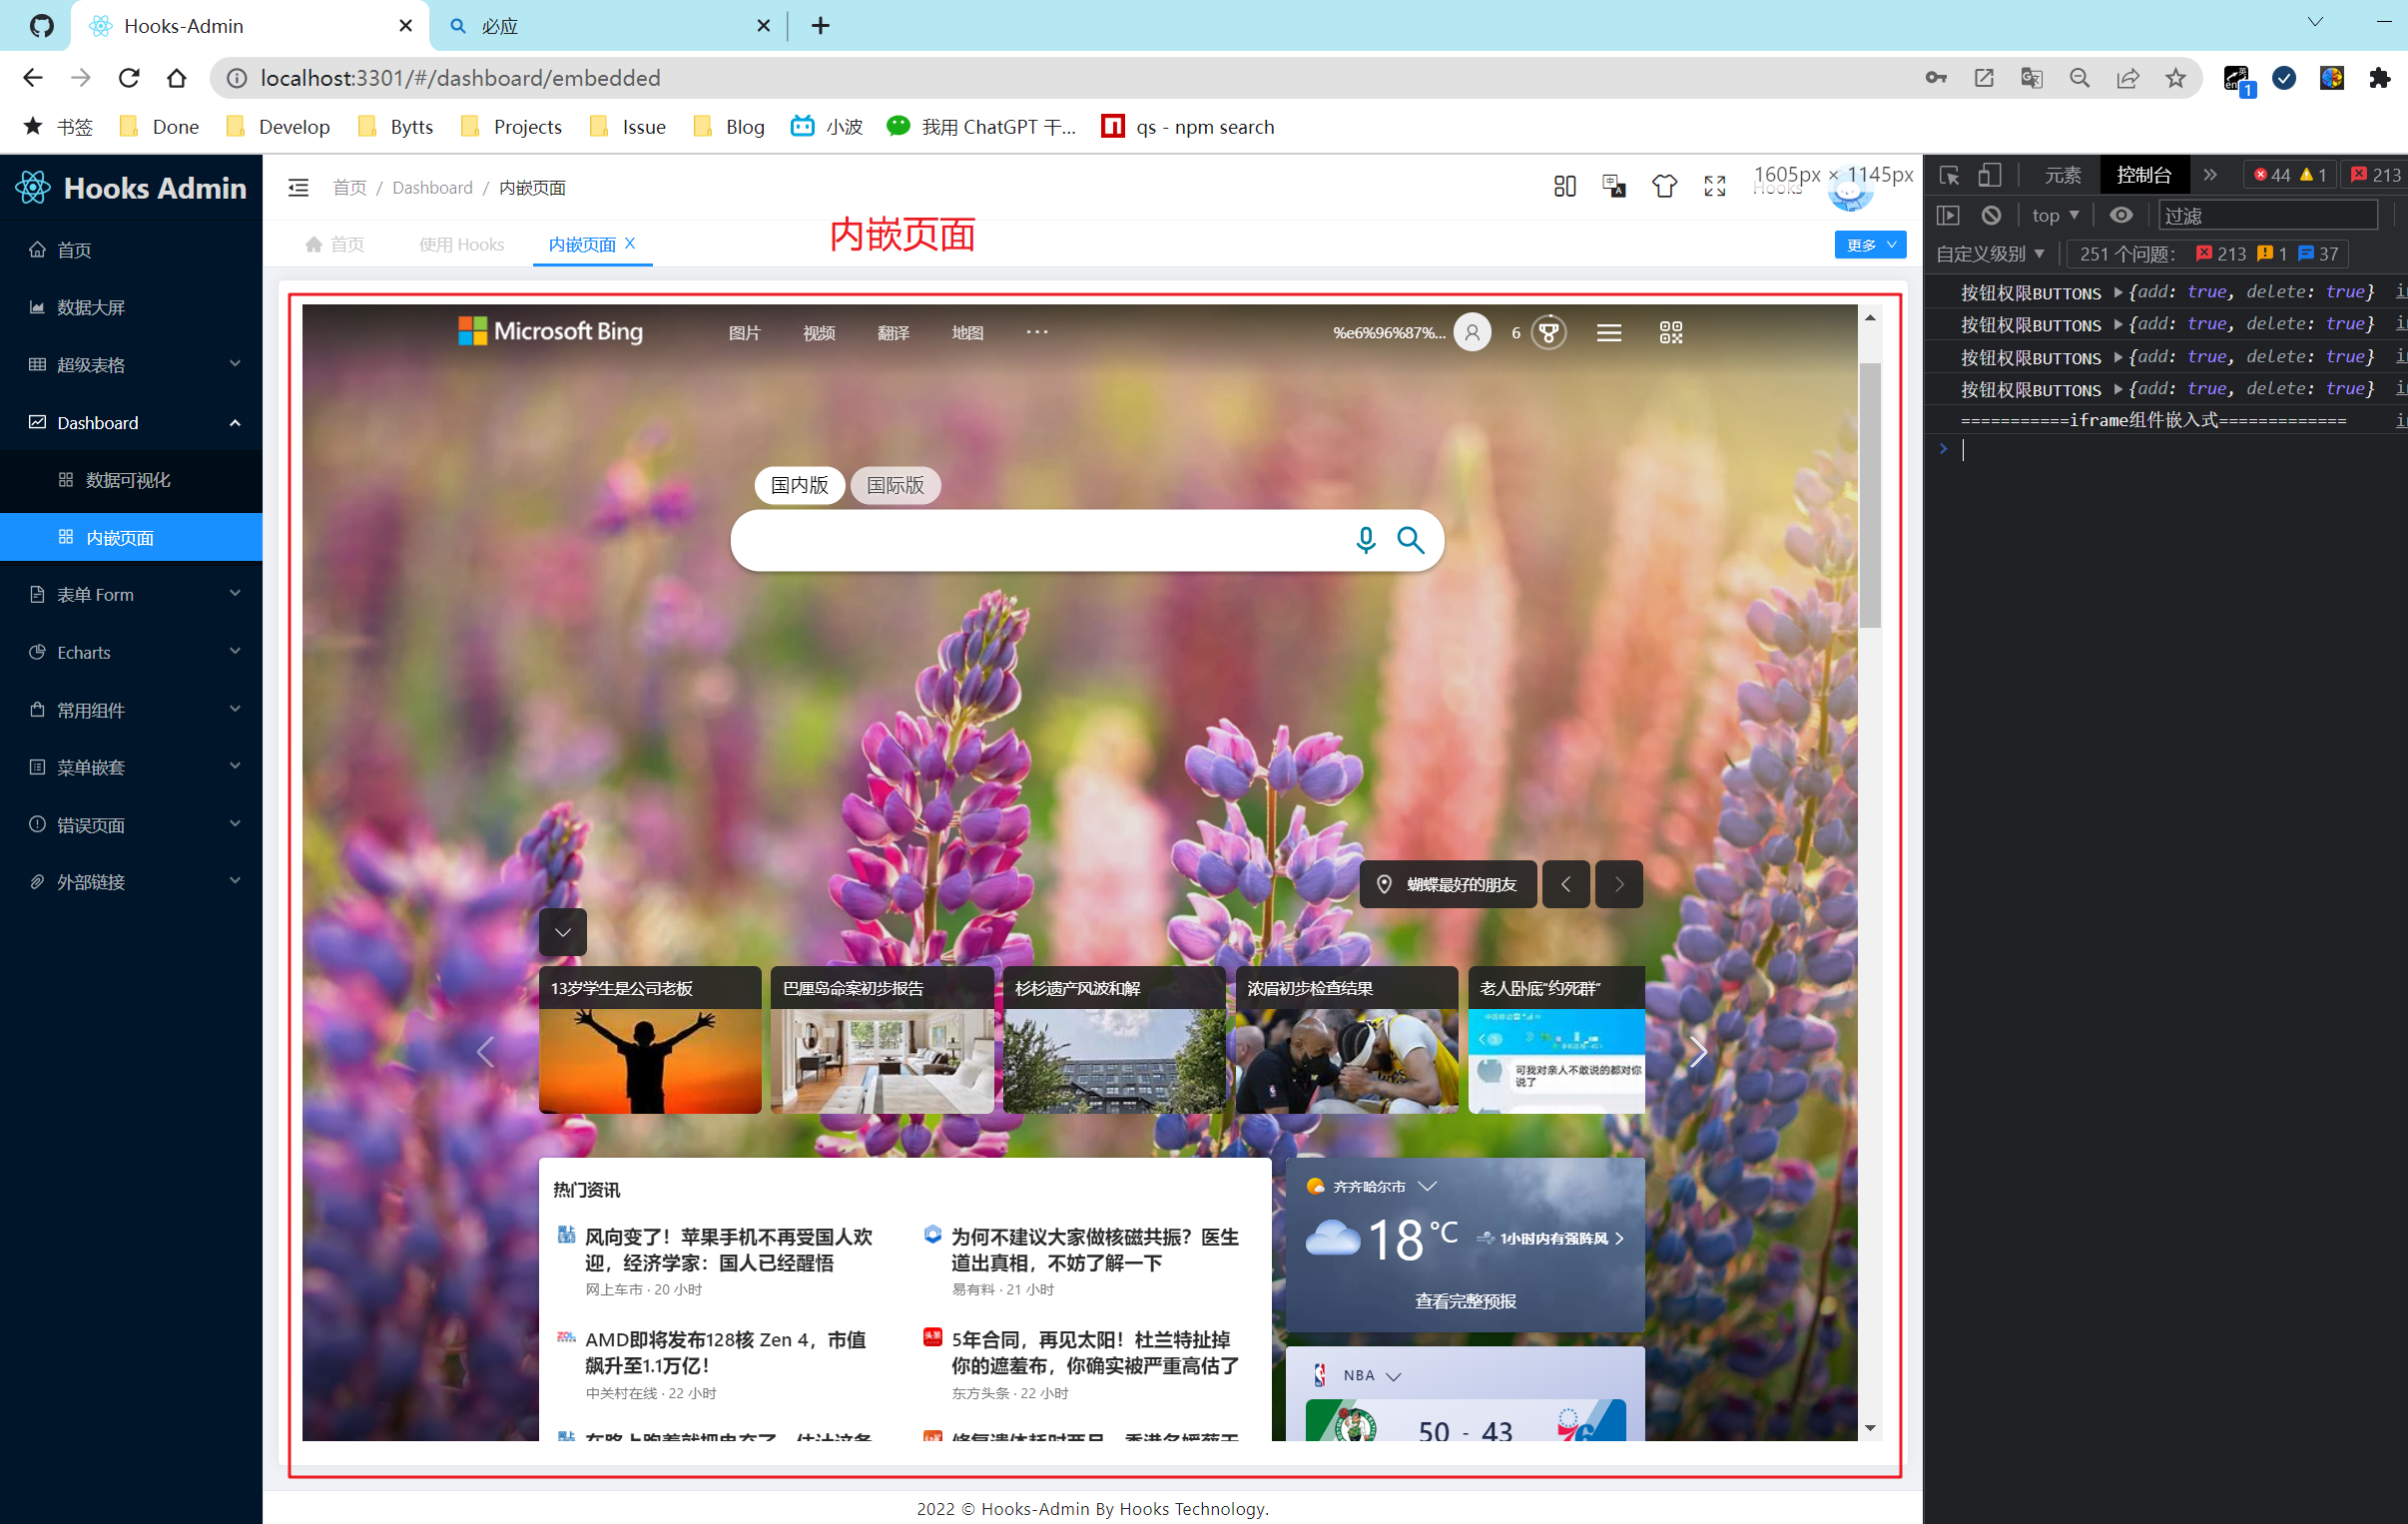 Hooks-Admin
必应
localhost:3301/#/dashboard/embedded
1
书签
Done
Develop
Bytts
Projects
Issue
Blog
小波
我用 ChatGPT 干...
qs - npm search
Hooks Admin
首页
数据大屏
超级表格
Dashboard
数据可视化
内嵌页面
表单 Form
Echarts
常用组件
菜单嵌套
错误页面
外部链接
首页 / Dashboard / 内嵌页面
Hooks
1605px × 1145px
首页
使用 Hooks
内嵌页面 X
内嵌页面
更多
Microsoft Bing
图片
视频
翻译
地图
...
%e6%96%87%...
6
国内版
国际版
蝴蝶最好的朋友
13岁学生是公司老板
巴厘岛命案初步报告
杉杉遗产风波和解
浓眉初步检查结果
老人卧底“约死群”
可我对亲人不敢说的都对你
说了
热门资讯
风向变了！苹果手机不再受国人欢
迎，经济学家：国人已经醒悟
网上车市 · 20 小时
为何不建议大家做核磁共振？医生
道出真相，不妨了解一下
易有料 · 21 小时
AMD即将发布128核 Zen 4，市值
飙升至1.1万亿！
中关村在线 · 22 小时
5年合同，再见太阳！杜兰特扯掉
你的遮羞布，你确实被严重高估了
东方头条 · 22 小时
齐齐哈尔市
18 °C
1小时内有强阵风
查看完整预报
NBA
50 - 43
2022 © Hooks-Admin By Hooks Technology.
元素
控制台
44
1
213
top
过滤
自定义级别
251 个问题：
213
1
37
按钮权限BUTTONS {add: true, delete: true}
按钮权限BUTTONS {add: true, delete: true}
按钮权限BUTTONS {add: true, delete: true}
按钮权限BUTTONS {add: true, delete: true}
===========iframe组件嵌入式=============